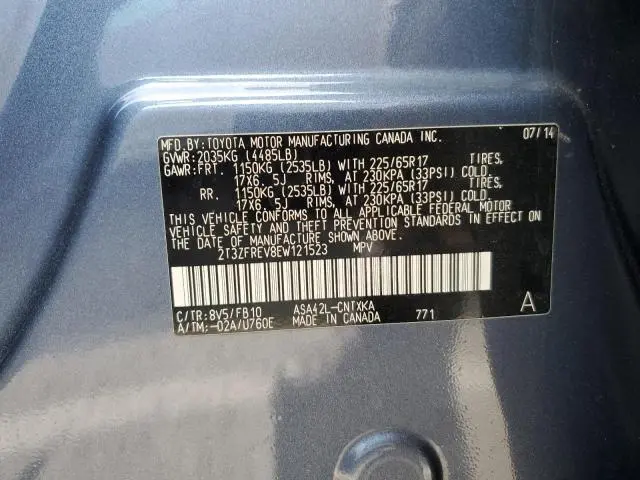 MFD. BY: TOYOTA MOTOR MANUFACTURING CANADA INC. 07/14
GVWR: 2035KG (4485LB)
GAWR: FRT. 1150KG (2535LB) WITH 225/65R17 TIRES,
17X6.5J RIMS, AT 230KPA (33PSI) COLD
RR. 1150KG (2535LB) WITH 225/65R17 TIRES,
17X6.5J RIMS, AT 230KPA (33PSI) COLD
THIS VEHICLE CONFORMS TO ALL APPLICABLE FEDERAL MOTOR
VEHICLE SAFETY AND THEFT PREVENTION STANDARDS IN EFFECT ON
THE DATE OF MANUFACTURE SHOWN ABOVE.
2T3ZFREV8EW121523 MPV
C/TR: 8V5/FB10 ASA42L-CNTXKA A
A/TM: -02A/U760E MADE IN CANADA 771